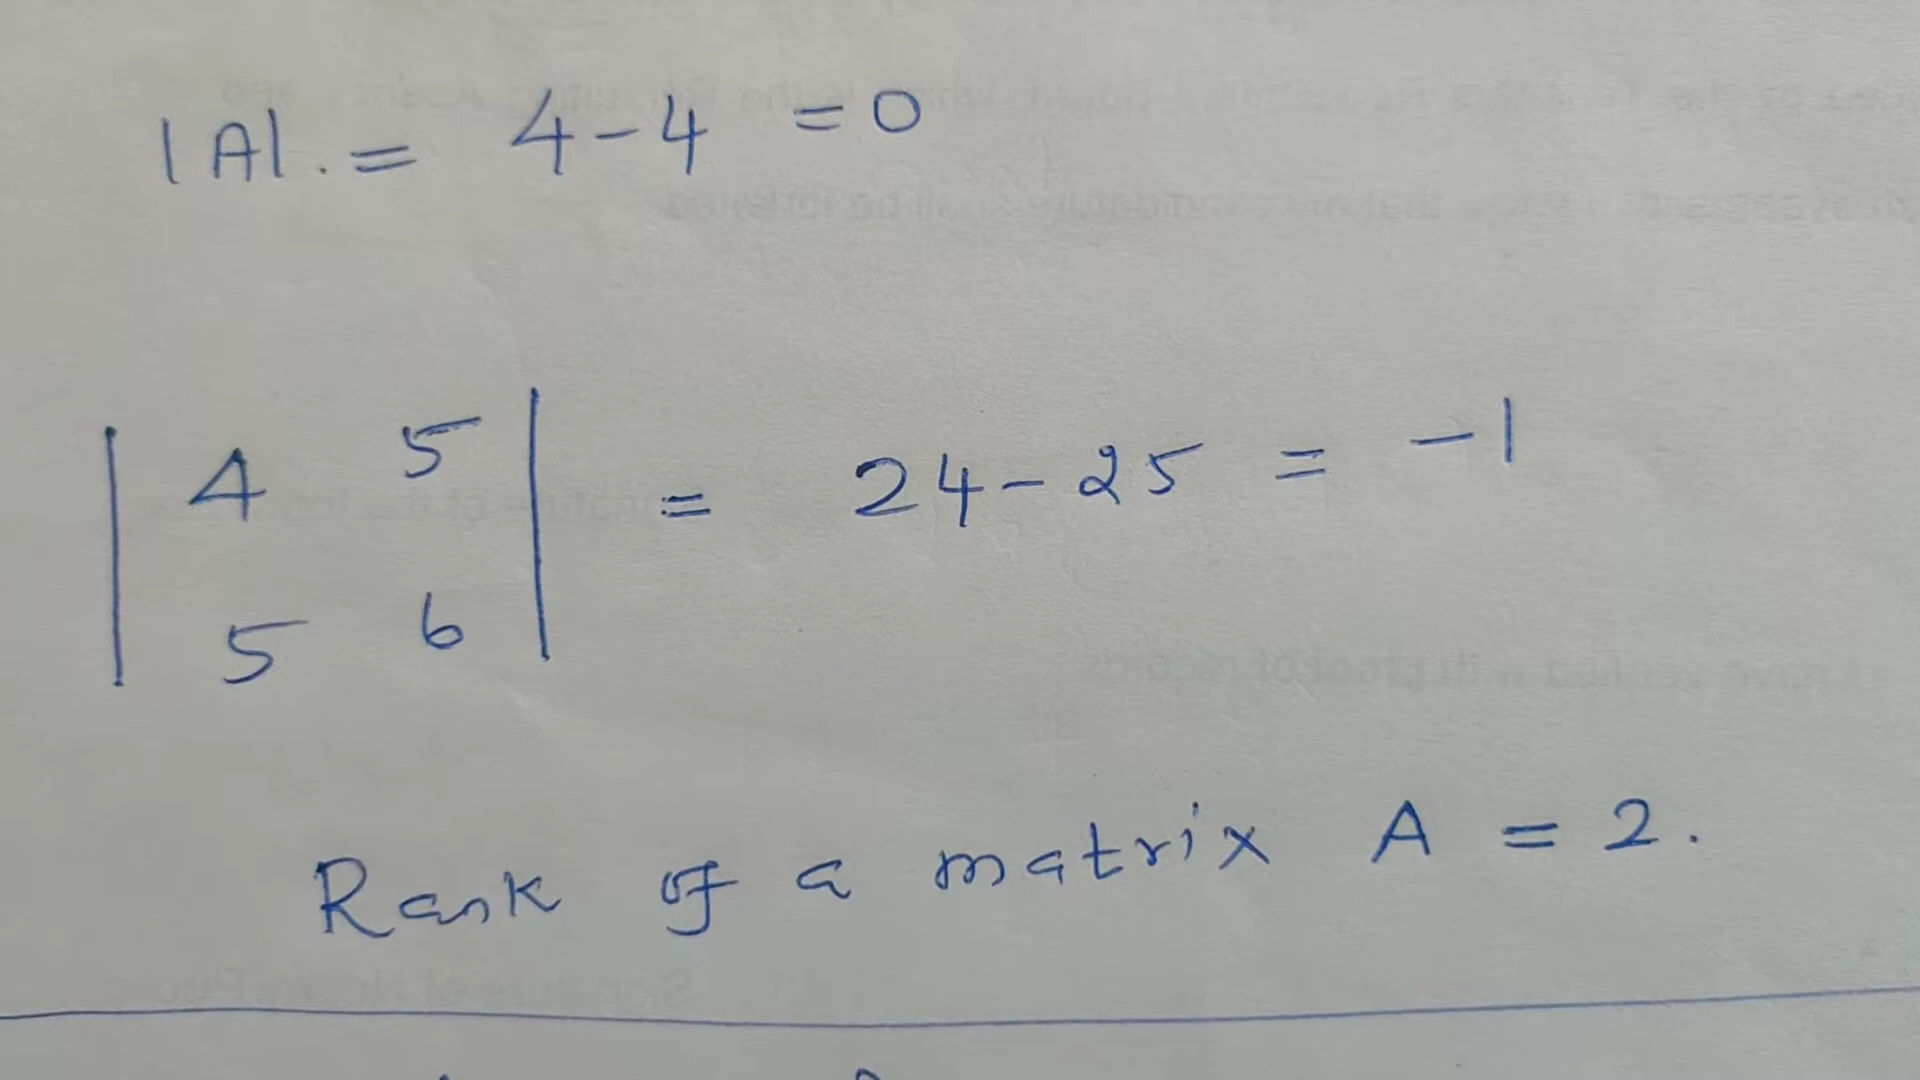 |A|. = 4-4 = 0
| 4 5 | = 24-25 = -1
| 5 6 |
Rank of a matrix A = 2.